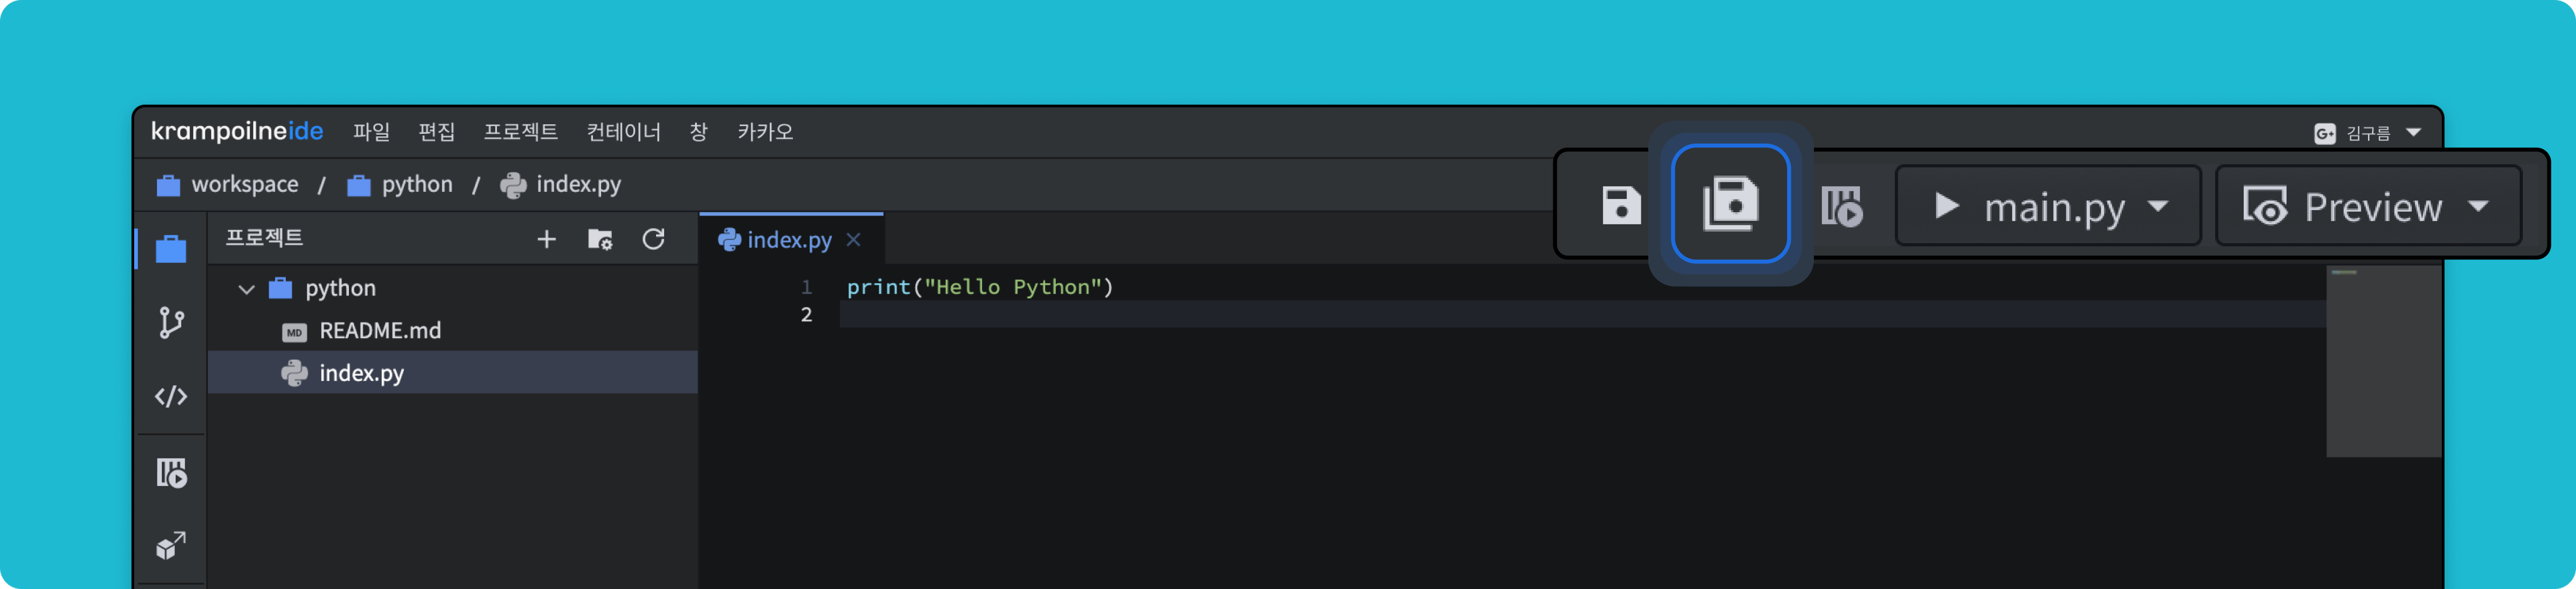 krampoilneide 파일 편집 프로젝트 컨테이너 창 카카오 G+ 김구름
workspace / python / index.py
main.py Preview
프로젝트
index.py
python
MD README.md
index.py
1 print("Hello Python")
2